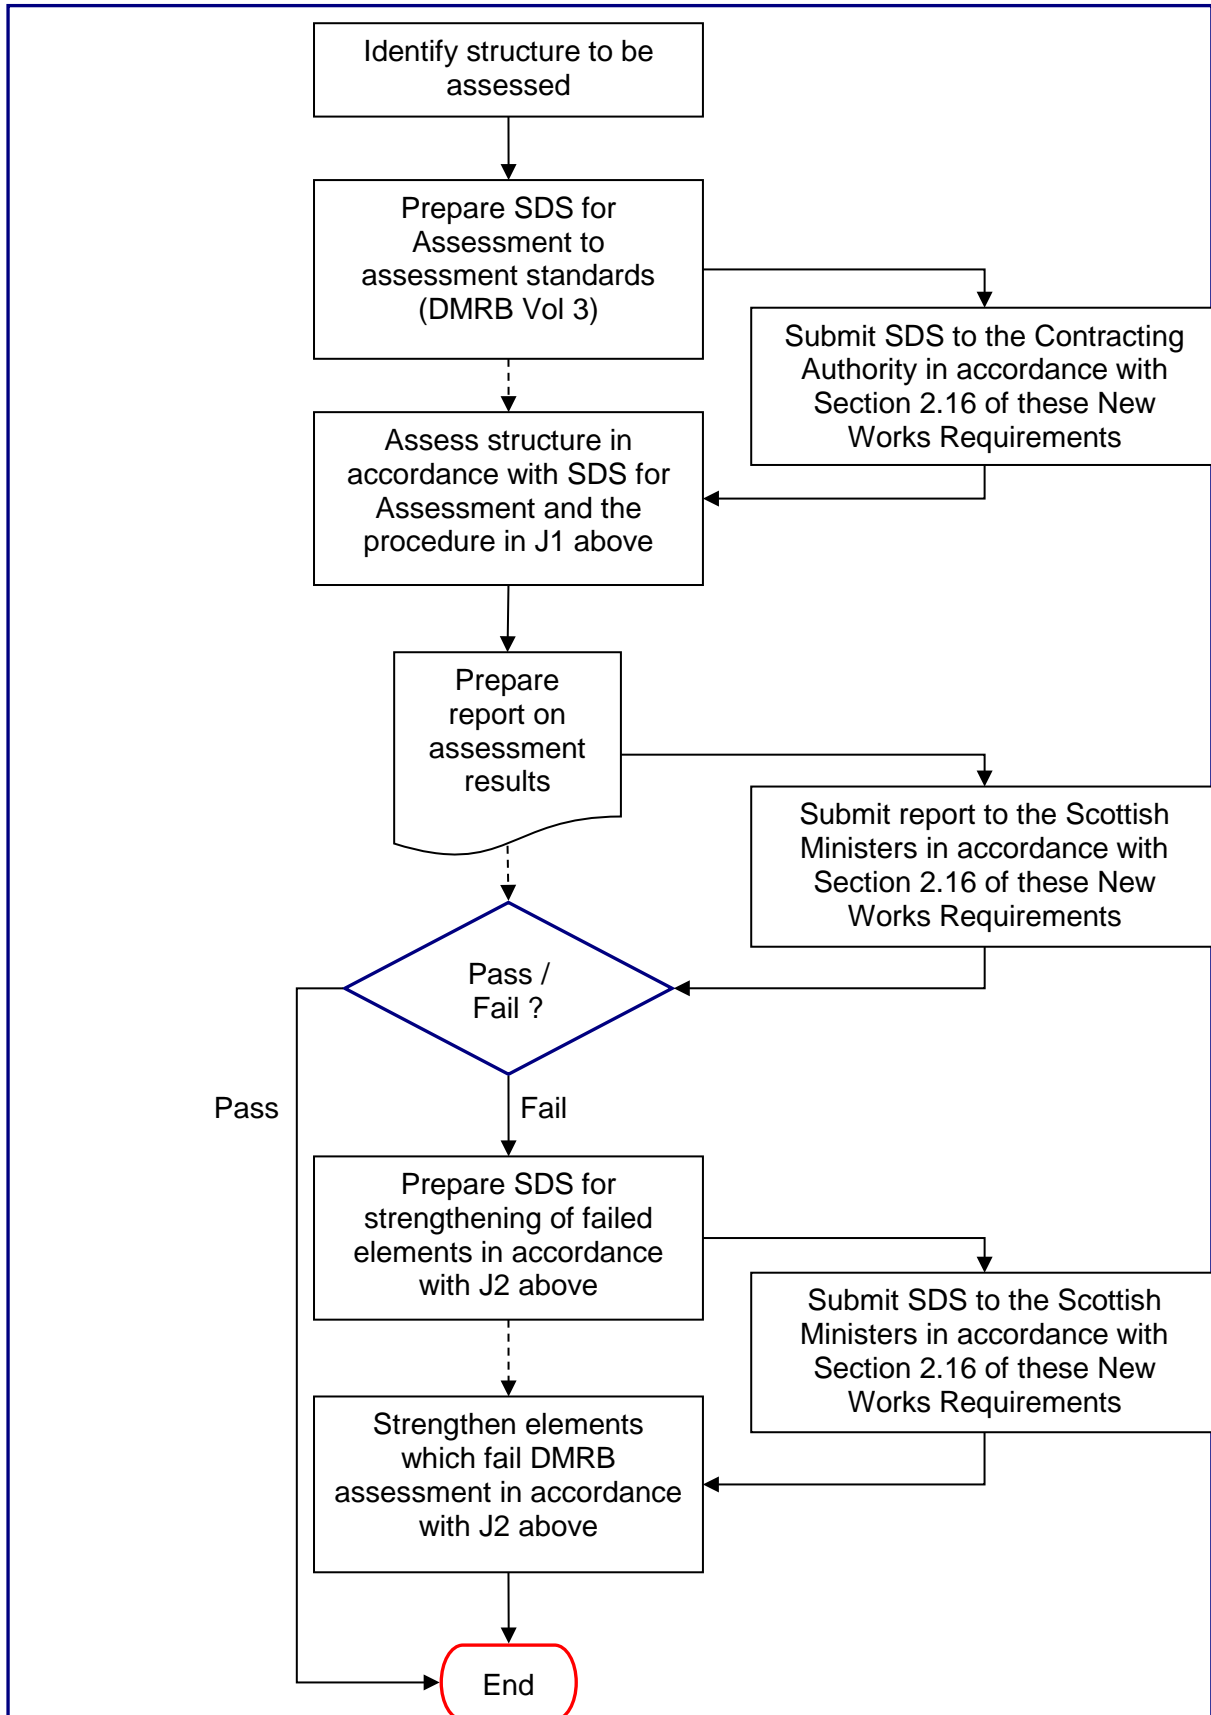 Identify structure to be
assessed
Prepare SDS for
Assessment to
assessment standards
(DMRB Vol 3)
Submit SDS to the Contracting
Authority in accordance with
Section 2.16 of these New
Works Requirements
Assess structure in
accordance with SDS for
Assessment and the
procedure in J1 above
Prepare
report on
assessment
results
Submit report to the Scottish
Ministers in accordance with
Section 2.16 of these New
Works Requirements
Pass /
Fail ?
Pass
Fail
Prepare SDS for
strengthening of failed
elements in accordance
with J2 above
Submit SDS to the Scottish
Ministers in accordance with
Section 2.16 of these New
Works Requirements
Strengthen elements
which fail DMRB
assessment in accordance
with J2 above
End